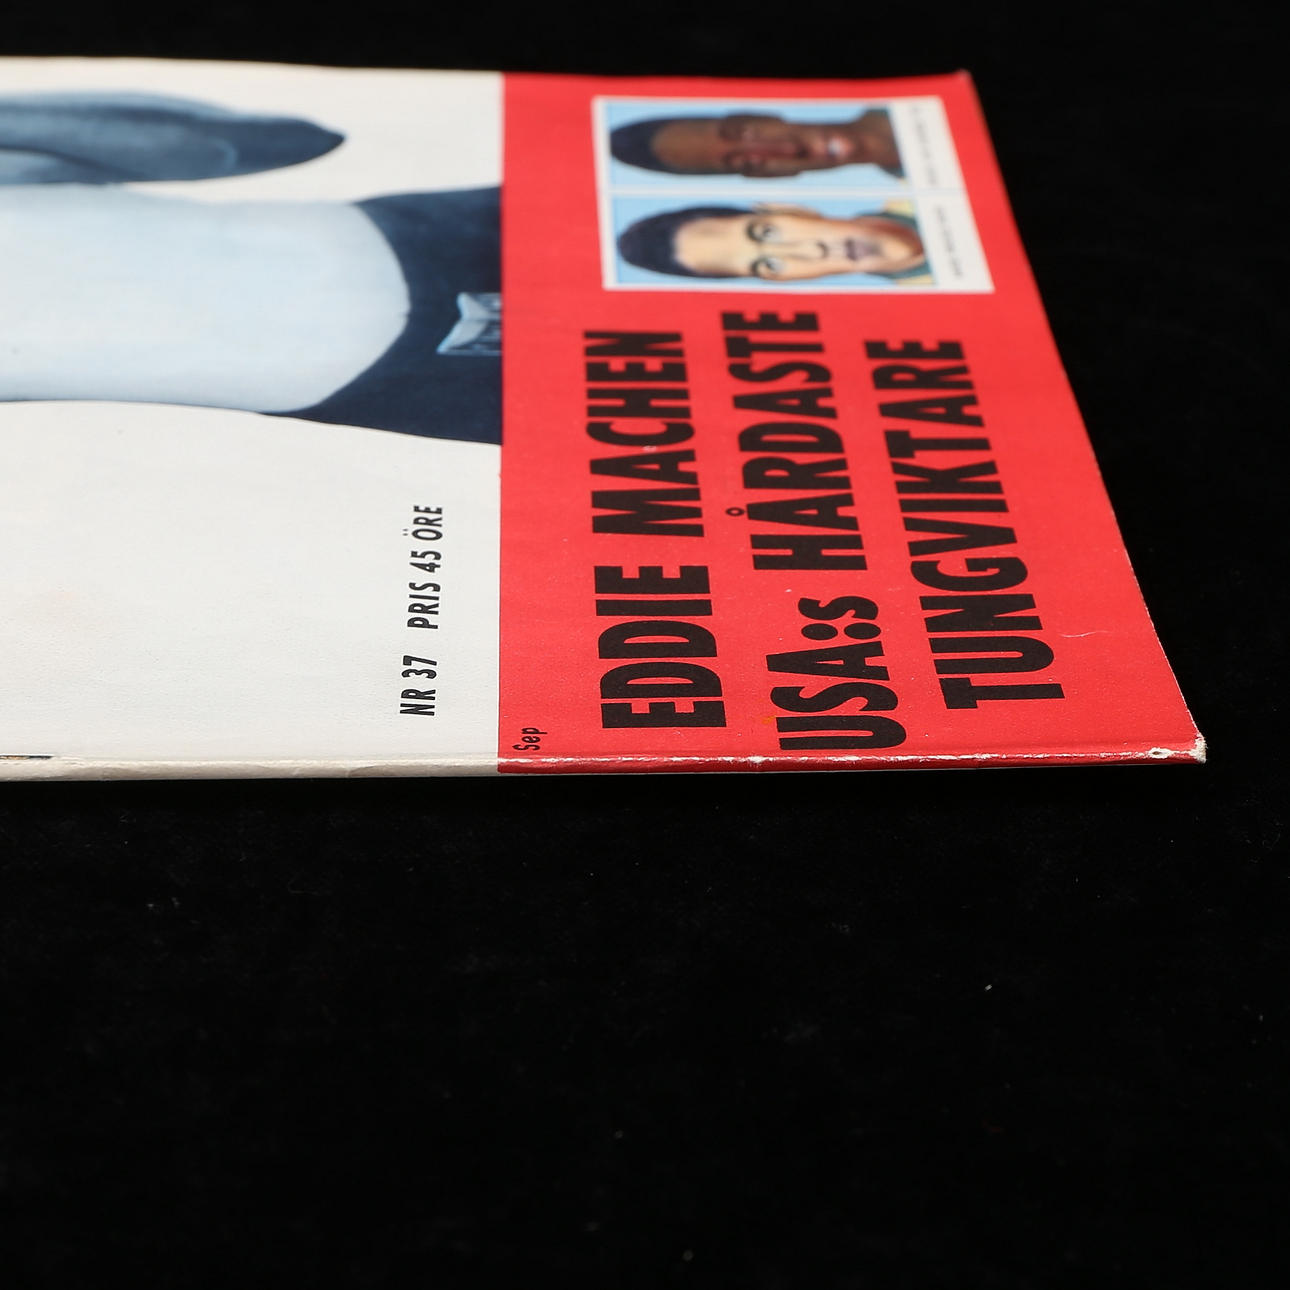 NR 37 PRIS 45 ÖRE
Sep
EDDIE MACHEN
USA:s HÅRDASTE
TUNGVIKTARE